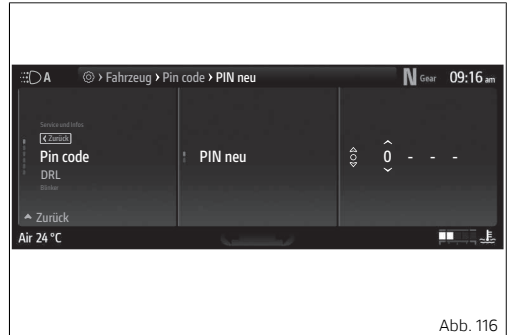 A
Fahrzeug › Pin code › PIN neu
N Gear 09:16 am
Service und Infos
‹ Zurück
Pin code
DRL
Blinker
Zurück
PIN neu
0 - - -
Air 24 °C
Abb. 116